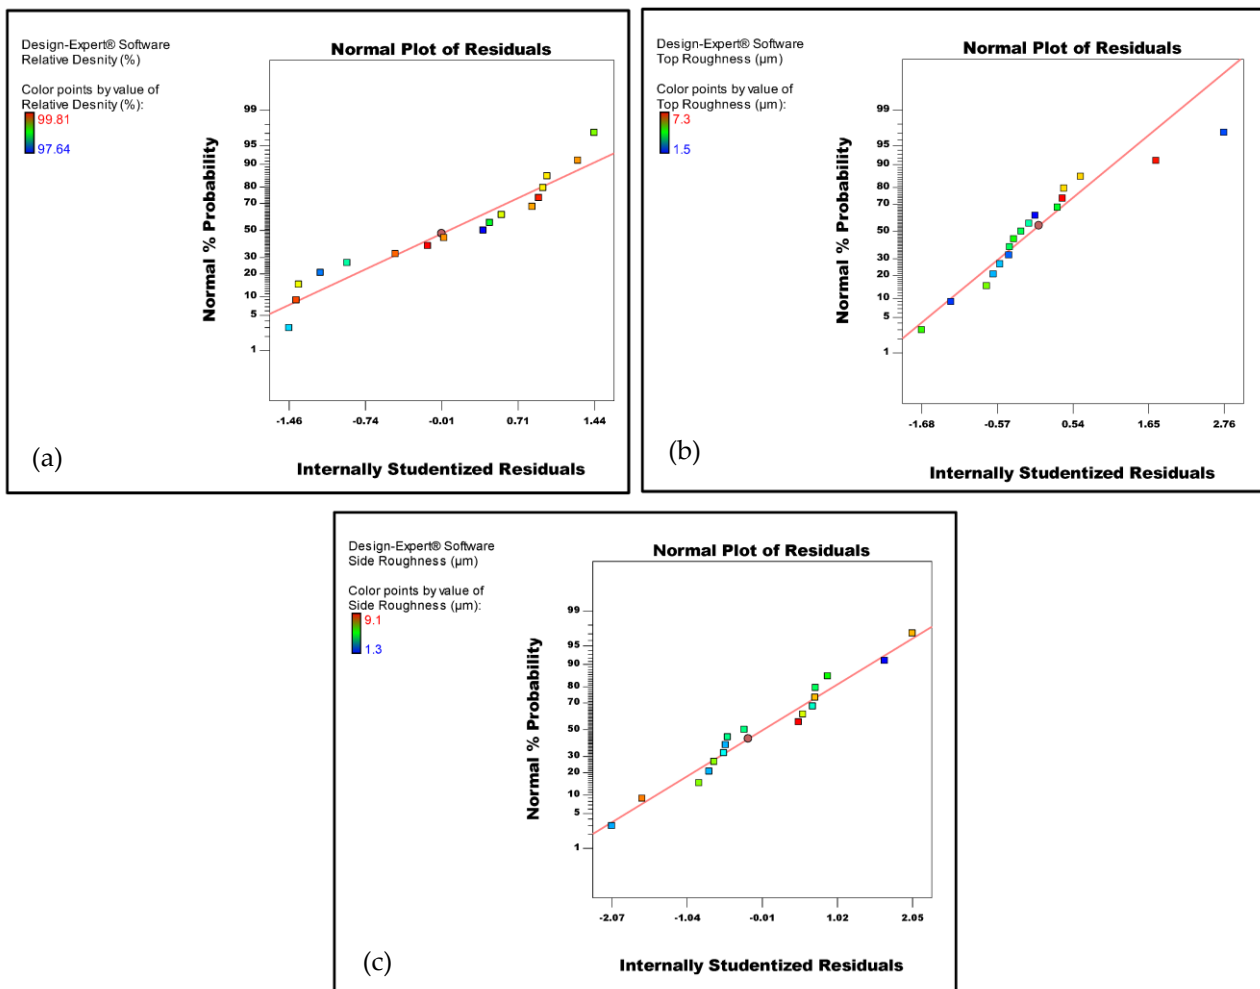 Design-Expert® Software
Relative Desnity (%)
Color points by value of
Relative Desnity (%):
99.81
97.64
Normal Plot of Residuals
Normal % Probability
99
95
90
80
70
50
30
20
10
5
1
-1.46
-0.74
-0.01
0.71
1.44
Internally Studentized Residuals
(a)
Design-Expert® Software
Top Roughness (µm)
Color points by value of
Top Roughness (µm):
7.3
1.5
Normal Plot of Residuals
Normal % Probability
99
95
90
80
70
50
30
20
10
5
1
-1.68
-0.57
0.54
1.65
2.76
Internally Studentized Residuals
(b)
Design-Expert® Software
Side Roughness (µm)
Color points by value of
Side Roughness (µm):
9.1
1.3
Normal Plot of Residuals
Normal % Probability
99
95
90
80
70
50
30
20
10
5
1
-2.07
-1.04
-0.01
1.02
2.05
Internally Studentized Residuals
(c)